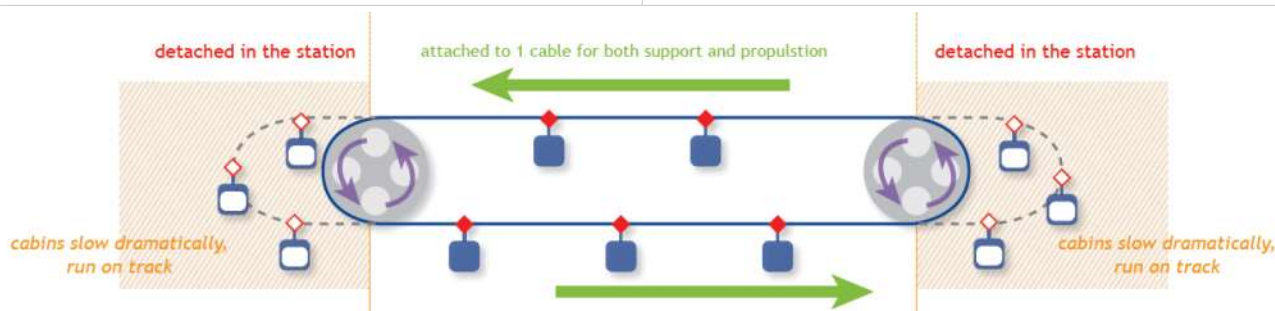 detached in the station
attached to 1 cable for both support and propulstion
detached in the station
cabins slow dramatically,
run on track
cabins slow dramatically,
run on track